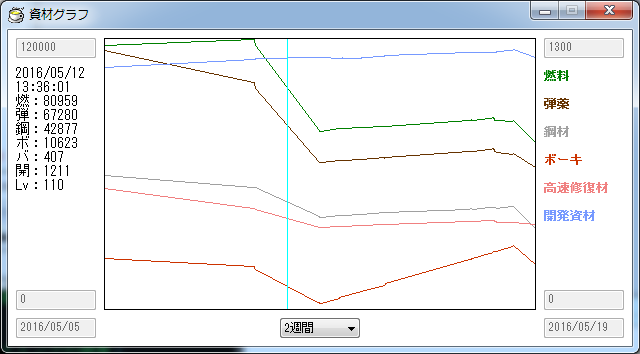 資材グラフ
120000
1300
2016/05/12
13:36:01
燃：80959
弾：67280
鋼：42877
ボ：10623
バ：407
開：1211
Lv：110
燃料
弾薬
鋼材
ボーキ
高速修復材
開発資材
0
0
2016/05/05
2週間
2016/05/19